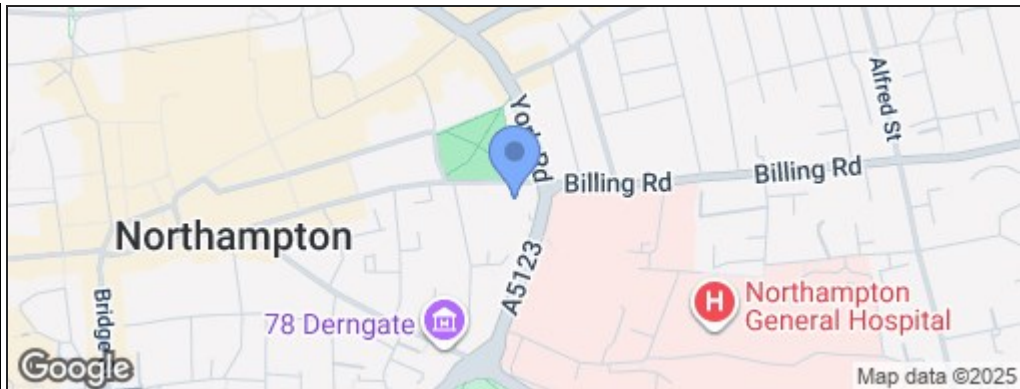 York Rd
Alfred St
Billing Rd
Billing Rd
Northampton
A5123
Bridge
78 Derngate
H
Northampton
General Hospital
Google
Map data ©2025